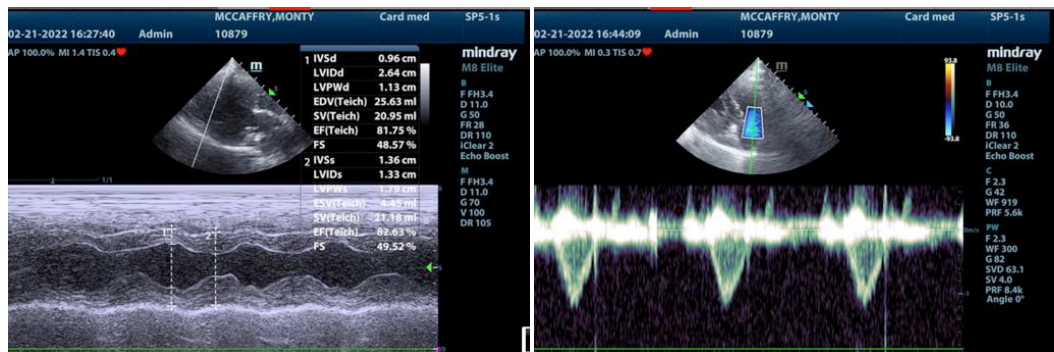 MCCAFFRY,MONTY Card med SP5-1s
02-21-2022 16:27:40 Admin 10879
AP 100.0% MI 1.4 TIS 0.4
mindray
M8 Elite
m
1 IVSd 0.96 cm
LVIDd 2.64 cm
LVPWd 1.13 cm
EDV(Teich) 25.63 ml
SV(Teich) 20.95 ml
EF(Teich) 81.75 %
FS 48.57 %
2 IVSs 1.36 cm
LVIDs 1.33 cm
LVPWs 1.79 cm
ESV(Teich) 4.45 ml
SV(Teich) 21.18 ml
EF(Teich) 82.63 %
FS 49.52 %
B
F FH3.4
D 11.0
G 50
FR 28
DR 110
iClear 2
Echo Boost
M
F FH3.4
D 11.0
G 70
V 100
DR 105
1/1
1
2
MCCAFFRY,MONTY Card med SP5-1s
02-21-2022 16:44:09 Admin 10879
AP 100.0% MI 0.3 TIS 0.7
mindray
M8 Elite
m
93.8
-93.8
B
F FH3.4
D 10.0
G 50
FR 36
DR 110
iClear 2
Echo Boost
C
F 2.3
G 42
WF 919
PRF 5.6k
PW
F 2.3
WF 300
G 82
SVD 63.1
SV 4.0
PRF 8.4k
Angle 0°
m/s
-1